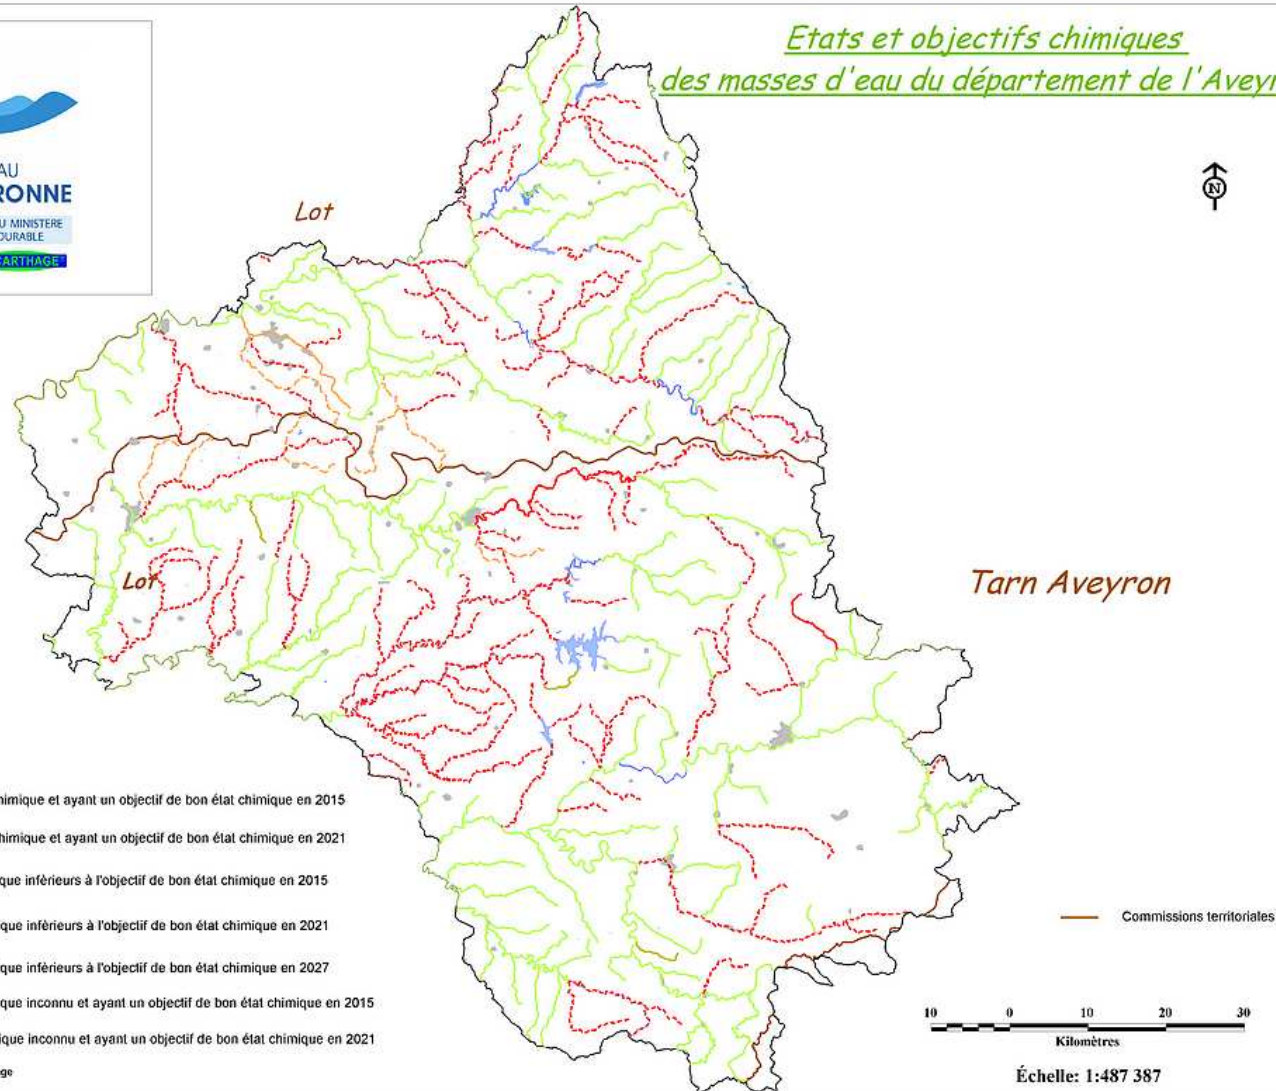 Etats et objectifs chimiques
des masses d'eau du département de l'Aveyr
AU
RONNE
U MINISTERE
DURABLE
CARTHAGE
N
Lot
Lot
Tarn Aveyron
himique et ayant un objectif de bon état chimique en 2015
himique et ayant un objectif de bon état chimique en 2021
que infèrieurs à l'objectif de bon état chimique en 2015
que infèrieurs à l'objectif de bon état chimique en 2021
que infèrieurs à l'objectif de bon état chimique en 2027
que inconnu et ayant un objectif de bon état chimique en 2015
ique inconnu et ayant un objectif de bon état chimique en 2021
ge
Commissions territoriales
10 0 10 20 30
Kilomètres
Échelle: 1:487 387